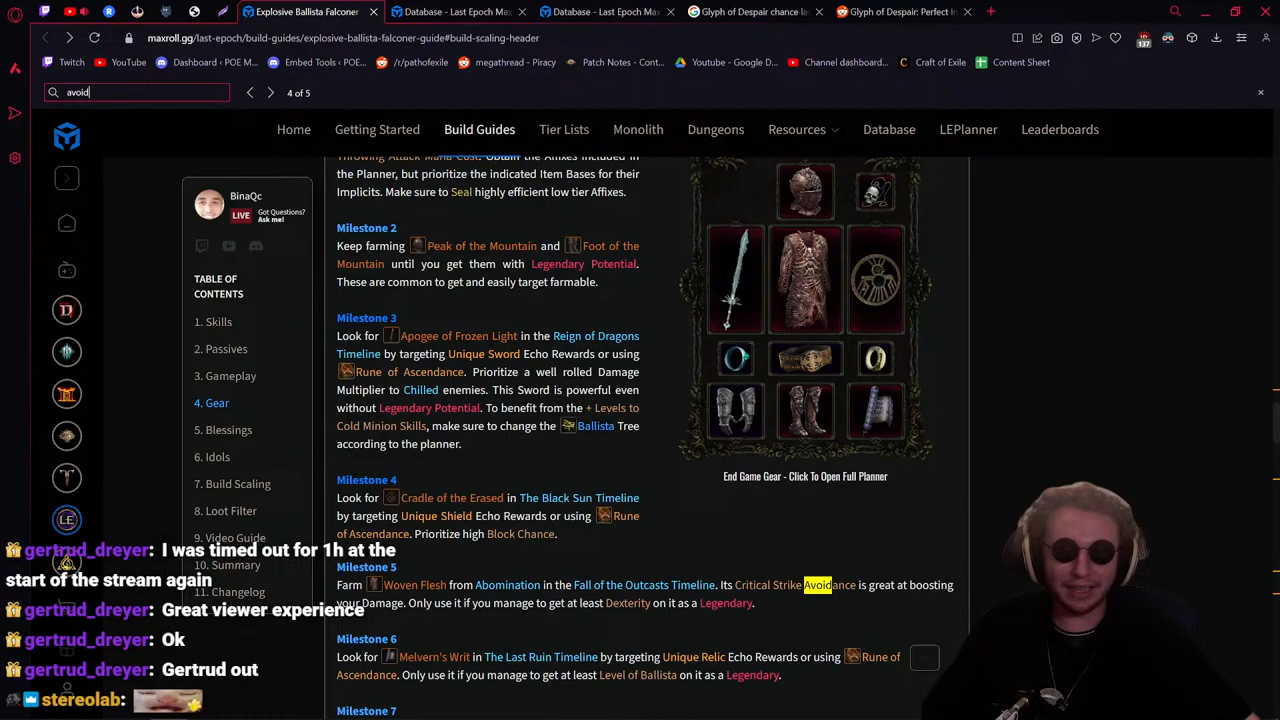 Explosive Ballista Falconer
Database - Last Epoch Max
Database - Last Epoch Max
Glyph of Despair chance la
Glyph of Despair: Perfect In
maxroll.gg/last-epoch/build-guides/explosive-ballista-falconer-guide#build-scaling-header
137
Twitch
YouTube
Dashboard ‹ POE M...
Embed Tools ‹ POE...
/r/pathofexile
megathread - Piracy
Patch Notes - Cont...
Youtube - Google D...
Channel dashboard...
Craft of Exile
Content Sheet
avoid
4 of 5
Home
Getting Started
Build Guides
Tier Lists
Monolith
Dungeons
Resources
Database
LEPlanner
Leaderboards
BinaQc
LIVE
Got Questions?
Ask me!
TABLE OF
CONTENTS
1. Skills
2. Passives
3. Gameplay
4. Gear
5. Blessings
6. Idols
7. Build Scaling
8. Loot Filter
9. Video Guide
10. Summary
11. Changelog
Throwing Attack Mana Cost. Obtain the Affixes included in
the Planner, but prioritize the indicated Item Bases for their
Implicits. Make sure to Seal highly efficient low tier Affixes.
Milestone 2
Keep farming Peak of the Mountain and Foot of the
Mountain until you get them with Legendary Potential.
These are common to get and easily target farmable.
Milestone 3
Look for Apogee of Frozen Light in the Reign of Dragons
Timeline by targeting Unique Sword Echo Rewards or using
Rune of Ascendance. Prioritize a well rolled Damage
Multiplier to Chilled enemies. This Sword is powerful even
without Legendary Potential. To benefit from the + Levels to
Cold Minion Skills, make sure to change the Ballista Tree
according to the planner.
Milestone 4
Look for Cradle of the Erased in The Black Sun Timeline
by targeting Unique Shield Echo Rewards or using Rune
of Ascendance. Prioritize high Block Chance.
Milestone 5
Farm Woven Flesh from Abomination in the Fall of the Outcasts Timeline. Its Critical Strike Avoidance is great at boosting
your Damage. Only use it if you manage to get at least Dexterity on it as a Legendary.
Milestone 6
Look for Melvern's Writ in The Last Ruin Timeline by targeting Unique Relic Echo Rewards or using Rune of
Ascendance. Only use it if you manage to get at least Level of Ballista on it as a Legendary.
Milestone 7
End Game Gear - Click To Open Full Planner
gertrud_dreyer: I was timed out for 1h at the
start of the stream again
gertrud_dreyer: Great viewer experience
gertrud_dreyer: Ok
gertrud_dreyer: Gertrud out
stereolab: